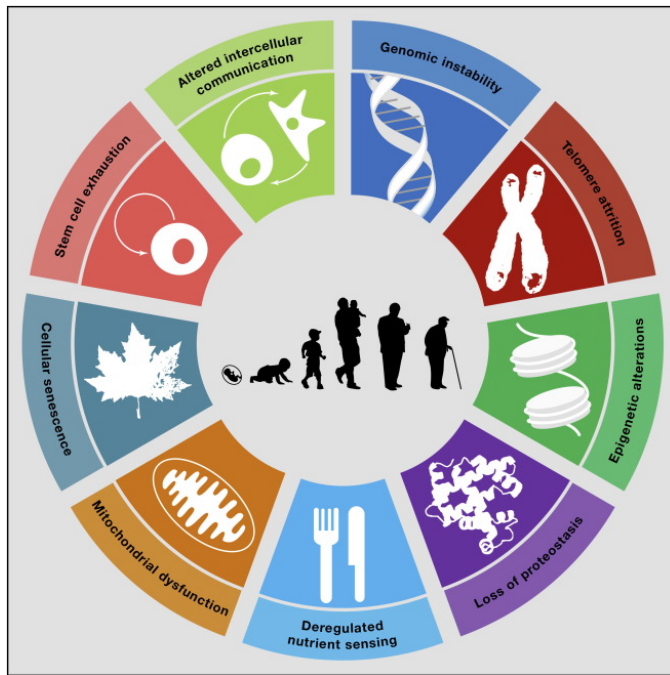 Altered intercellular
communication
Genomic instability
Telomere attrition
Epigenetic alterations
Loss of proteostasis
Deregulated
nutrient sensing
Mitochondrial dysfunction
Cellular senescence
Stem cell exhaustion